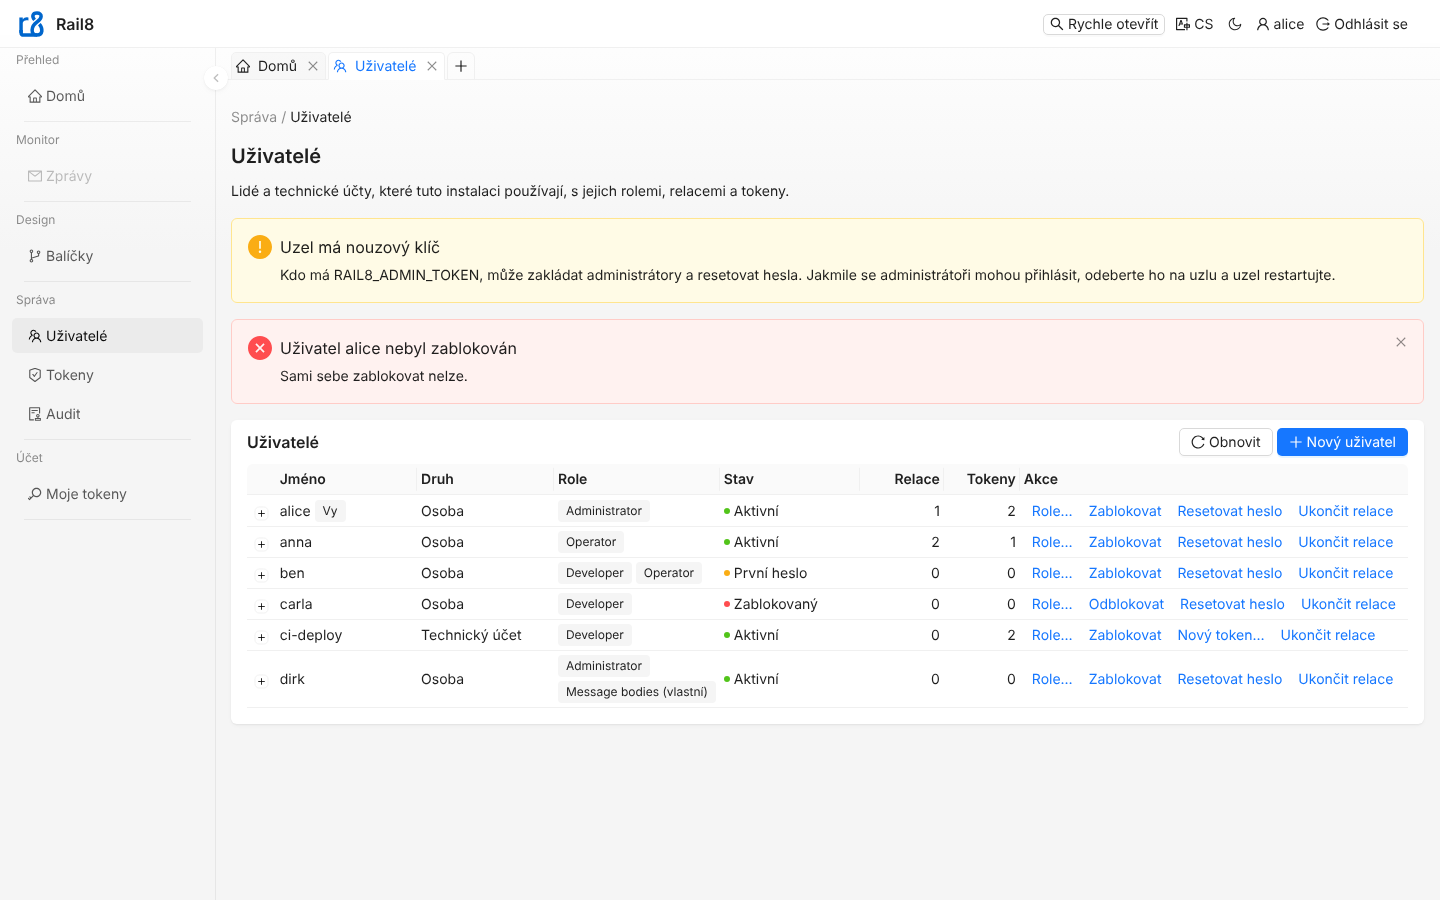 Rail8
Rychle otevřít CS alice Odhlásit se
Přehled
Domů
Monitor
Zprávy
Design
Balíčky
Správa
Uživatelé
Tokeny
Audit
Účet
Moje tokeny
Domů Uživatelé
Správa / Uživatelé
Uživatelé
Lidé a technické účty, které tuto instalaci používají, s jejich rolemi, relacemi a tokeny.
Uzel má nouzový klíč
Kdo má RAIL8_ADMIN_TOKEN, může zakládat administrátory a resetovat hesla. Jakmile se administrátoři mohou přihlásit, odeberte ho na uzlu a uzel restartujte.
Uživatel alice nebyl zablokován
Sami sebe zablokovat nelze.
Uživatelé Obnovit Nový uživatel
Jméno Druh Role Stav Relace Tokeny Akce
alice Vy Osoba Administrator Aktivní 1 2 Role... Zablokovat Resetovat heslo Ukončit relace
anna Osoba Operator Aktivní 2 1 Role... Zablokovat Resetovat heslo Ukončit relace
ben Osoba Developer Operator První heslo 0 0 Role... Zablokovat Resetovat heslo Ukončit relace
carla Osoba Developer Zablokovaný 0 0 Role... Odblokovat Resetovat heslo Ukončit relace
ci-deploy Technický účet Developer Aktivní 0 2 Role... Zablokovat Nový token... Ukončit relace
dirk Osoba Administrator Message bodies (vlastní) Aktivní 0 0 Role... Zablokovat Resetovat heslo Ukončit relace